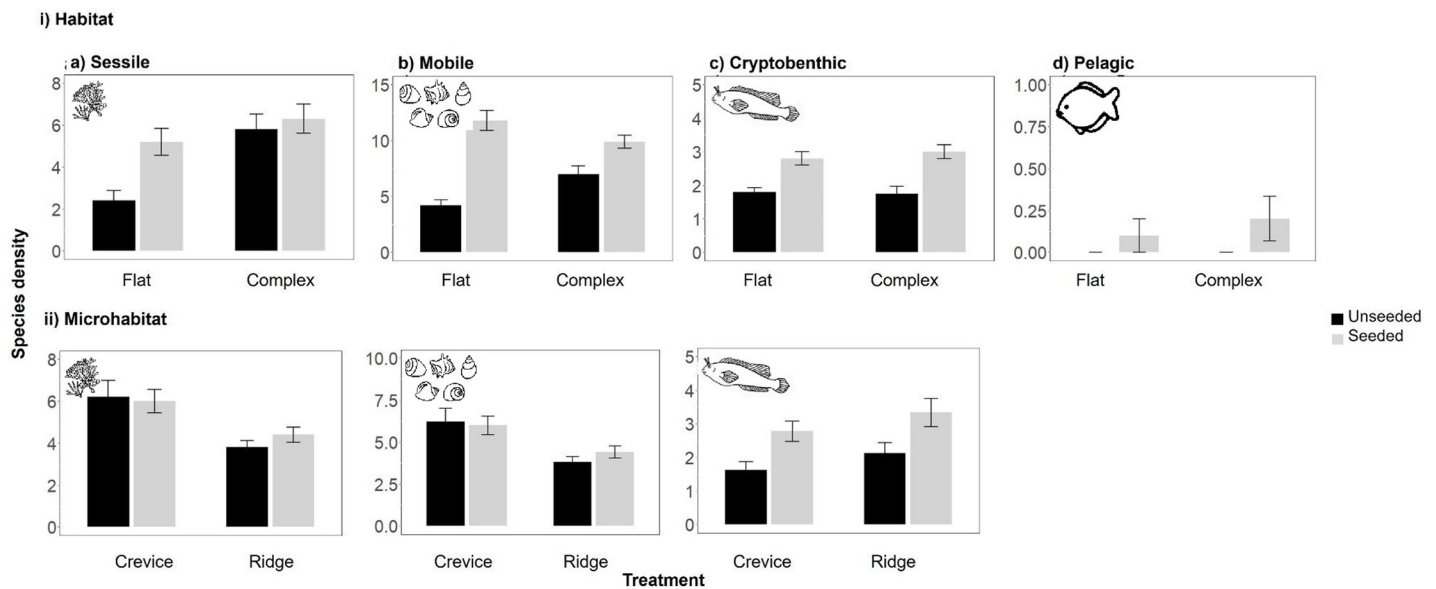 i) Habitat
; a) Sessile
b) Mobile
c) Cryptobenthic
d) Pelagic
8
6
4
2
0
15
10
5
0
5
4
3
2
1
0
1.00
0.75
0.50
0.25
0.00
Flat Complex
Flat Complex
Flat Complex
Flat Complex
Species density
ii) Microhabitat
Unseeded
Seeded
8
6
4
2
0
10.0
7.5
5.0
2.5
0.0
5
4
3
2
1
0
Crevice Ridge
Crevice Ridge
Crevice Ridge
Treatment